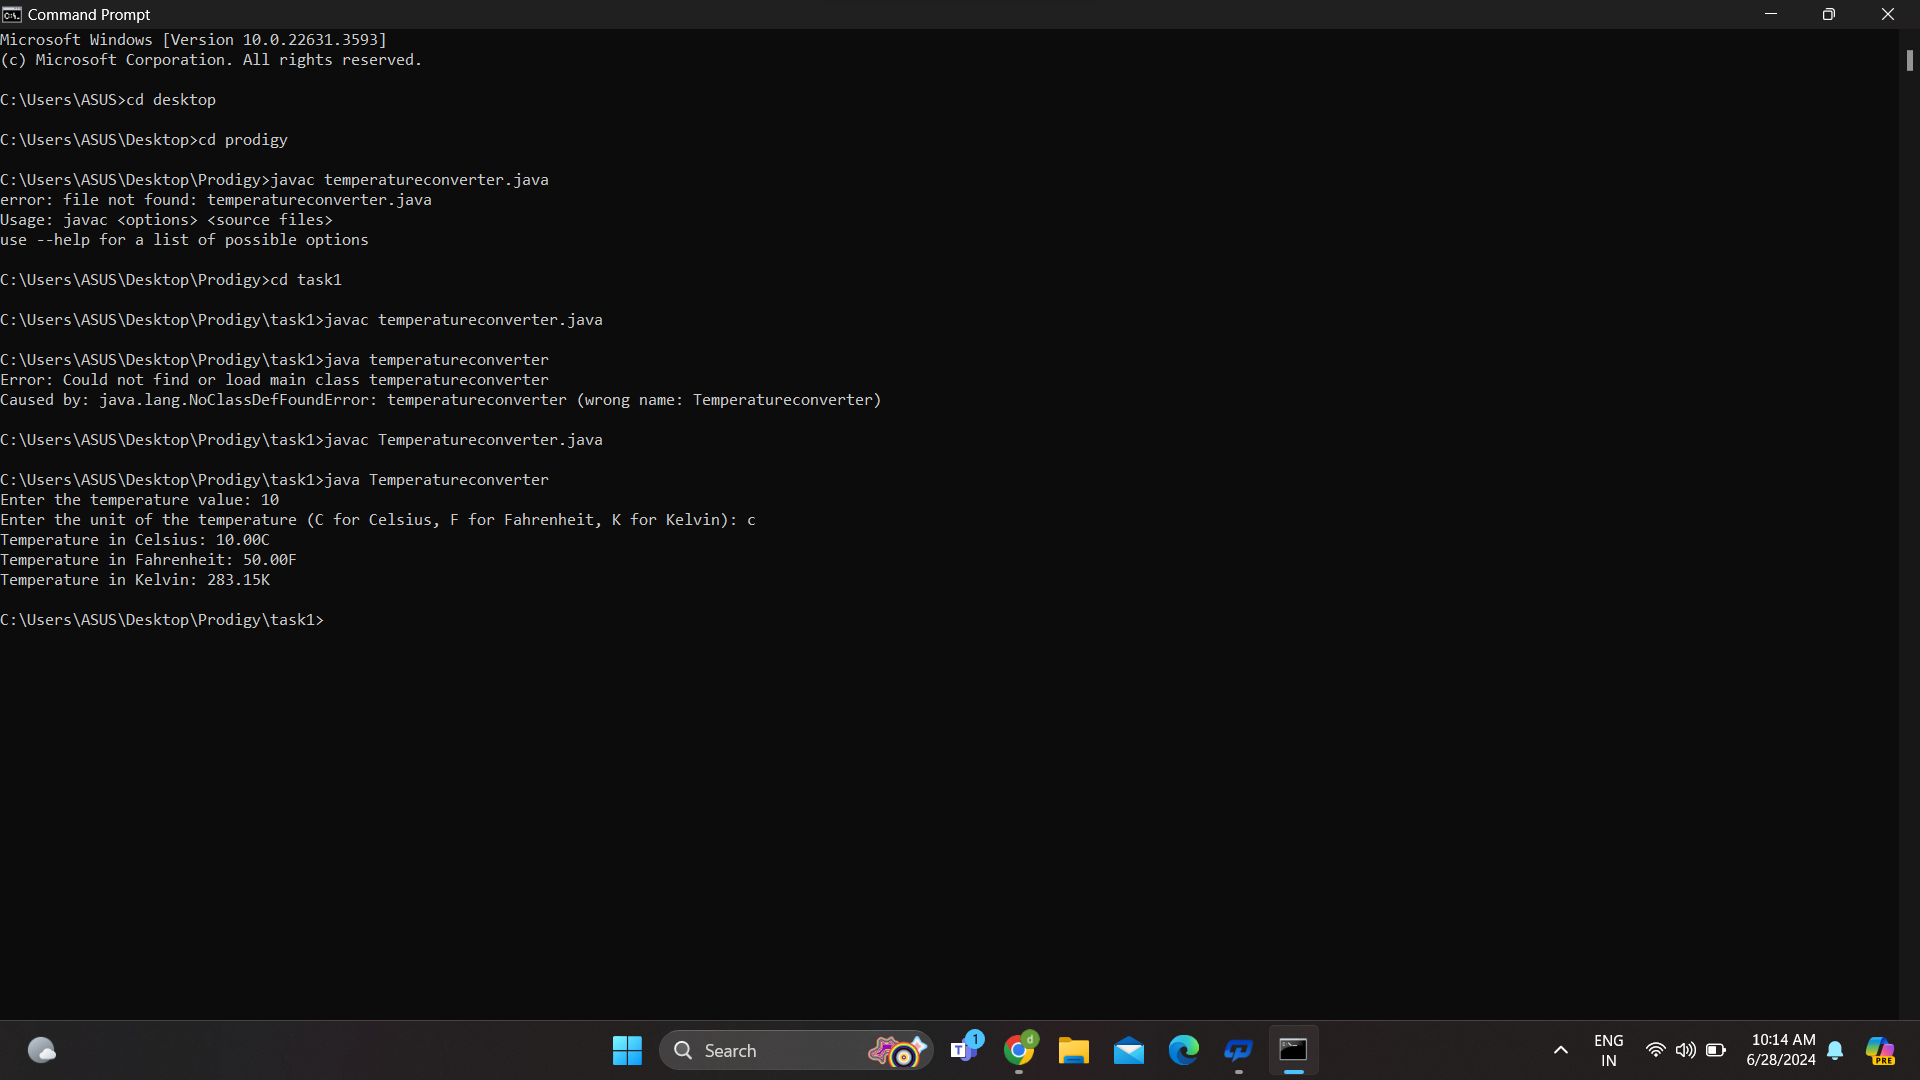 Command Prompt
Microsoft Windows [Version 10.0.22631.3593]
(c) Microsoft Corporation. All rights reserved.
C:\Users\ASUS>cd desktop
C:\Users\ASUS\Desktop>cd prodigy
C:\Users\ASUS\Desktop\Prodigy>javac temperatureconverter.java
error: file not found: temperatureconverter.java
Usage: javac <options> <source files>
use --help for a list of possible options
C:\Users\ASUS\Desktop\Prodigy>cd task1
C:\Users\ASUS\Desktop\Prodigy\task1>javac temperatureconverter.java
C:\Users\ASUS\Desktop\Prodigy\task1>java temperatureconverter
Error: Could not find or load main class temperatureconverter
Caused by: java.lang.NoClassDefFoundError: temperatureconverter (wrong name: Temperatureconverter)
C:\Users\ASUS\Desktop\Prodigy\task1>javac Temperatureconverter.java
C:\Users\ASUS\Desktop\Prodigy\task1>java Temperatureconverter
Enter the temperature value: 10
Enter the unit of the temperature (C for Celsius, F for Fahrenheit, K for Kelvin): c
Temperature in Celsius: 10.00C
Temperature in Fahrenheit: 50.00F
Temperature in Kelvin: 283.15K
C:\Users\ASUS\Desktop\Prodigy\task1>
Search
1
T
d
ENG
IN
10:14 AM
6/28/2024
PRE